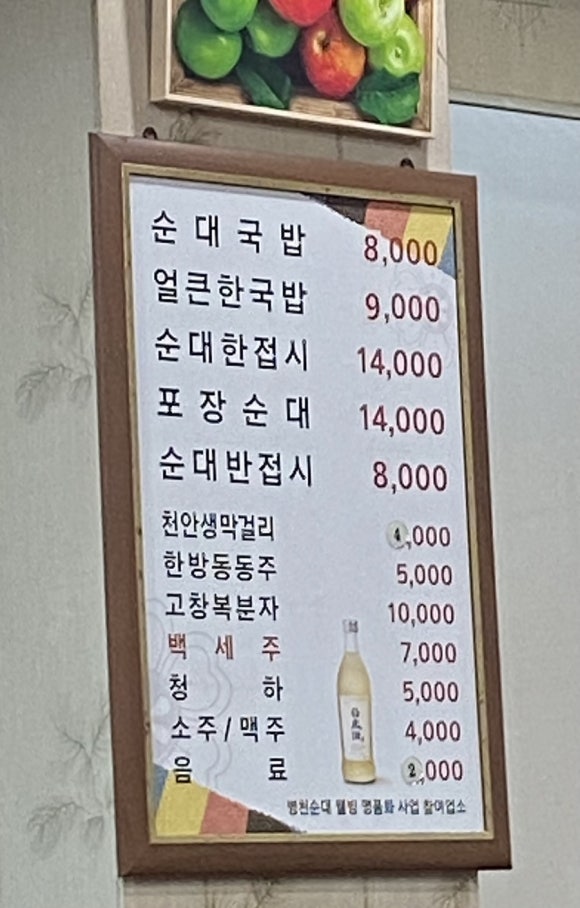 순대국밥 8,000
얼큰한국밥 9,000
순대한접시 14,000
포장순대 14,000
순대반접시 8,000
천안생막걸리 4,000
한방동동주 5,000
고창복분자 10,000
백세주 7,000
청하 5,000
소주/맥주 4,000
음료 2,000
병천순대 웰빙 명품화 사업 참여업소